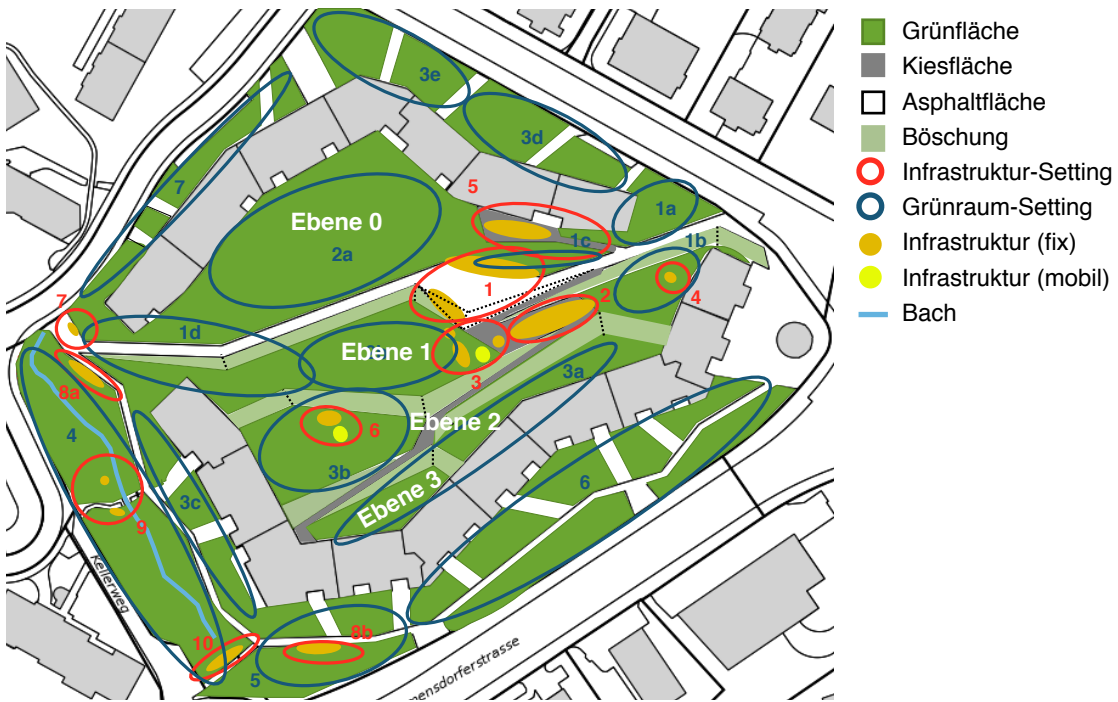 3e
Grünfläche
Kiesfläche
Asphaltfläche
Böschung
Infrastruktur-Setting
Grünraum-Setting
Infrastruktur (fix)
Infrastruktur (mobil)
Bach
3d
7
5
1a
Ebene 0
2a
1c
1b
1
2
4
7
1d
Ebene 1
3
3a
8a
6
Ebene 2
4
3b
Ebene 3
6
3c
9
Kellerweg
10
8b
5
mensdorferstrasse